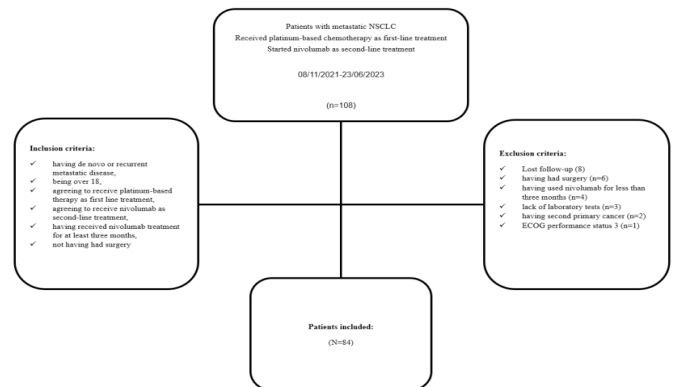 Patients with metastatic NSCLC
Received platinum-based chemotherapy as first-line treatment
Started nivolumab as second-line treatment
08/11/2021-23/06/2023
(n=108)
Inclusion criteria:
✓ having de novo or recurrent
metastatic disease,
✓ being over 18,
✓ agreeing to receive platinum-based
therapy as first line treatment,
✓ agreeing to receive nivolumab as
second-line treatment,
✓ having received nivolumab treatment
for at least three months,
✓ not having had surgery
Exclusion criteria:
✓ Lost follow-up (8)
✓ having had surgery (n=6)
✓ having used nivolumab for less than
three months (n=4)
✓ lack of laboratory tests (n=3)
✓ having second primary cancer (n=2)
✓ ECOG performance status 3 (n=1)
Patients included:
(N=84)